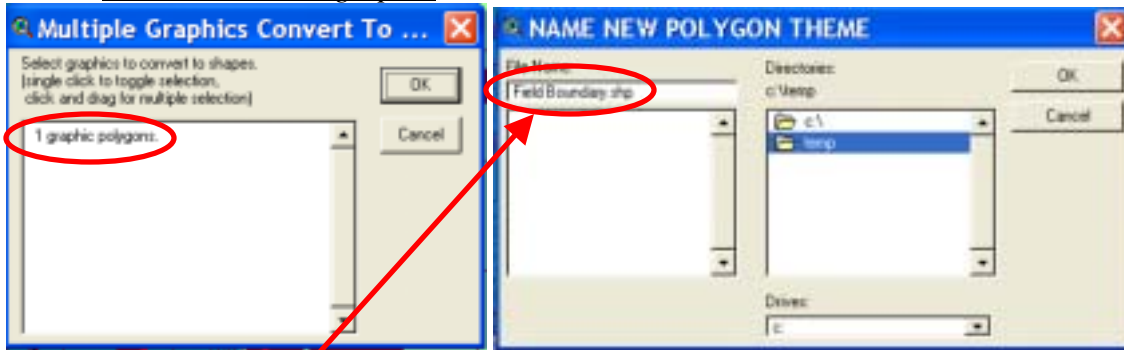 Multiple Graphics Convert To ...
Select graphics to convert to shapes.
(single click to toggle selection,
click and drag for multiple selection)
OK
Cancel
1 graphic polygons.
NAME NEW POLYGON THEME
File Name:
Field Boundary.shp
Directories:
c:\temp
c:\
temp
OK
Cancel
Drives:
c: